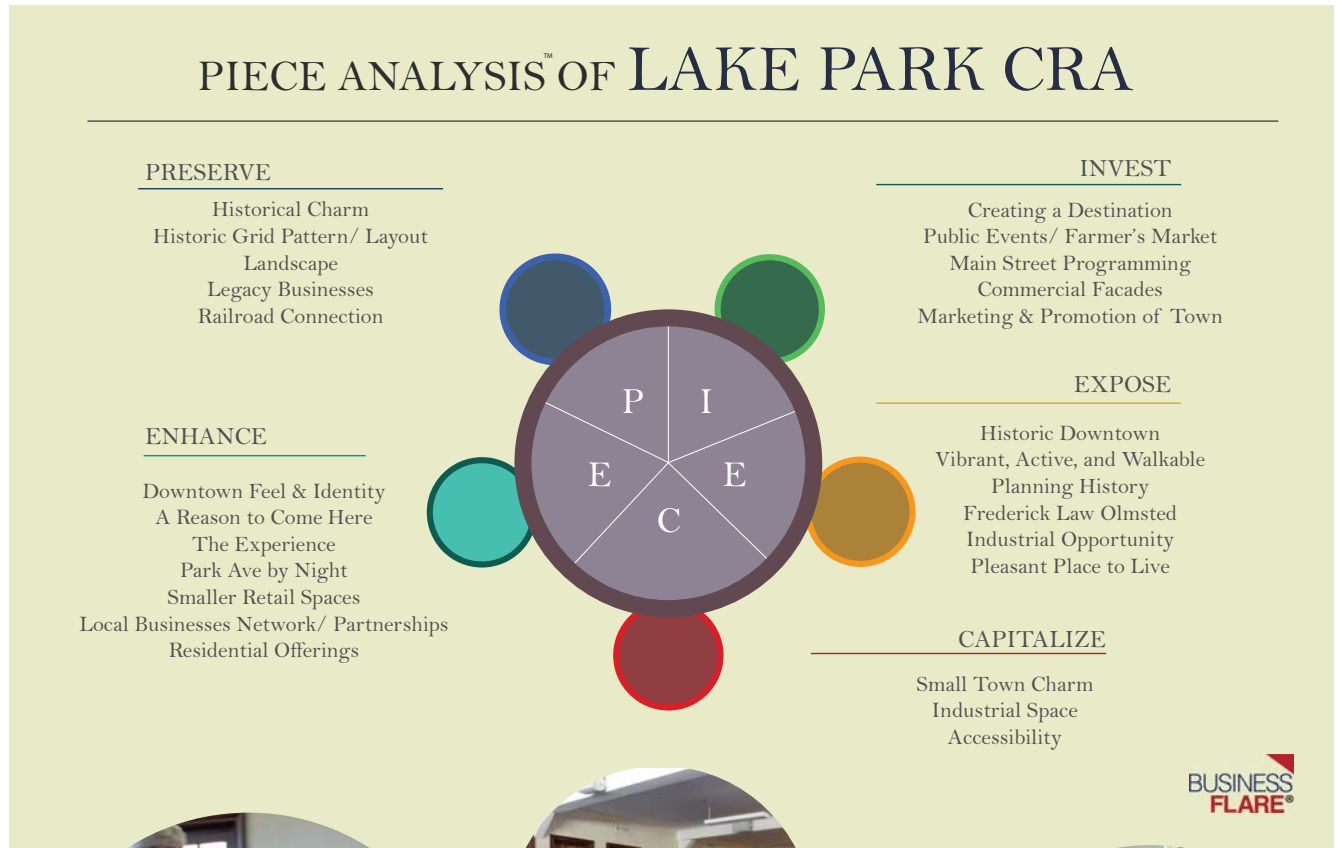 PIECE ANALYSIS™ OF LAKE PARK CRA
PRESERVE
Historical Charm
Historic Grid Pattern/ Layout
Landscape
Legacy Businesses
Railroad Connection
INVEST
Creating a Destination
Public Events/ Farmer's Market
Main Street Programming
Commercial Facades
Marketing & Promotion of Town
P I
E E
C
ENHANCE
Downtown Feel & Identity
A Reason to Come Here
The Experience
Park Ave by Night
Smaller Retail Spaces
Local Businesses Network/ Partnerships
Residential Offerings
EXPOSE
Historic Downtown
Vibrant, Active, and Walkable
Planning History
Frederick Law Olmsted
Industrial Opportunity
Pleasant Place to Live
CAPITALIZE
Small Town Charm
Industrial Space
Accessibility
BUSINESS
FLARE®